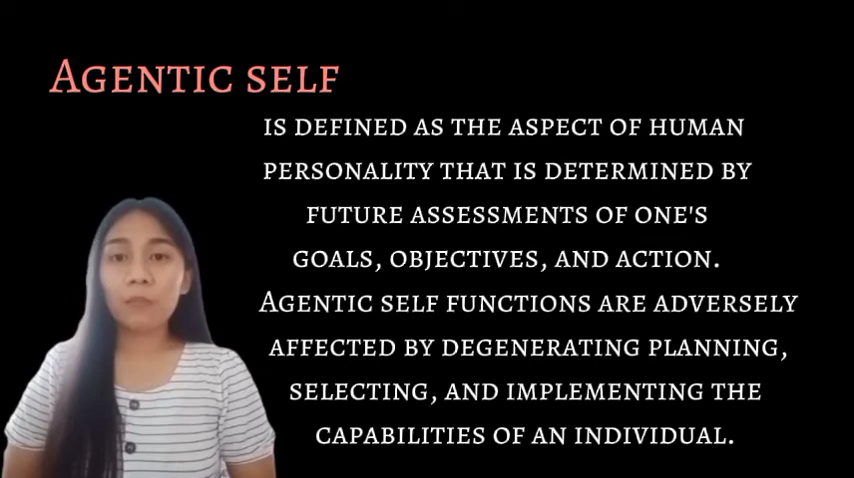 Agentic self
is defined as the aspect of human
personality that is determined by
future assessments of one's
goals, objectives, and action.
Agentic self functions are adversely
affected by degenerating planning,
selecting, and implementing the
capabilities of an individual.